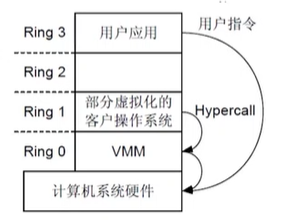 用户指令
Ring 3
用户应用
Ring 2
Ring 1
部分虚拟化的
客户操作系统
Hypercall
Ring 0
VMM
计算机系统硬件